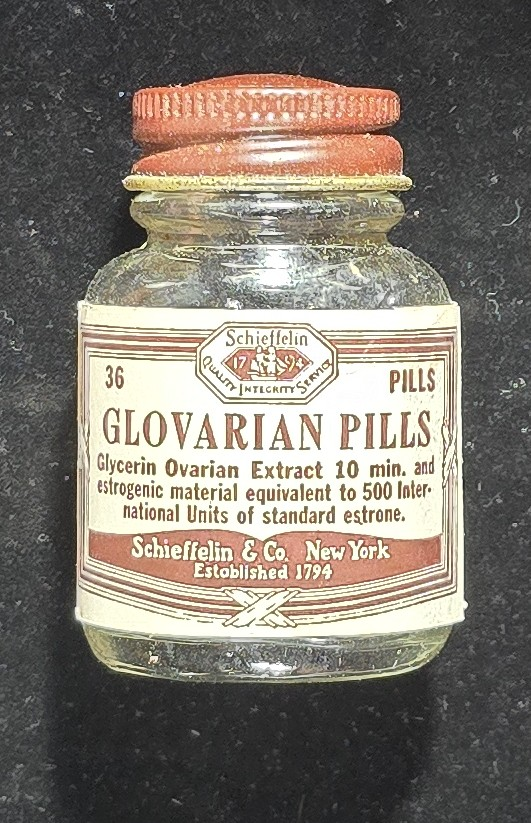 Schieffelin
17 94
QUALITY INTEGRITY SERVICE
36 PILLS
GLOVARIAN PILLS
Glycerin Ovarian Extract 10 min. and
estrogenic material equivalent to 500 Inter-
national Units of standard estrone.
Schieffelin & Co. New York
Established 1794